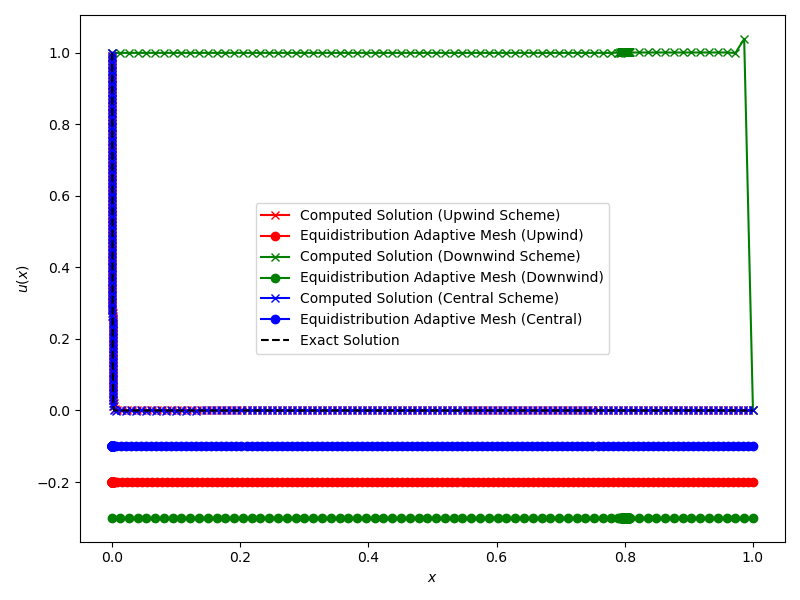 1.0
0.8
0.6
0.4
0.2
0.0
−0.2
u(x)
Computed Solution (Upwind Scheme)
Equidistribution Adaptive Mesh (Upwind)
Computed Solution (Downwind Scheme)
Equidistribution Adaptive Mesh (Downwind)
Computed Solution (Central Scheme)
Equidistribution Adaptive Mesh (Central)
Exact Solution
0.0 0.2 0.4 0.6 0.8 1.0
x